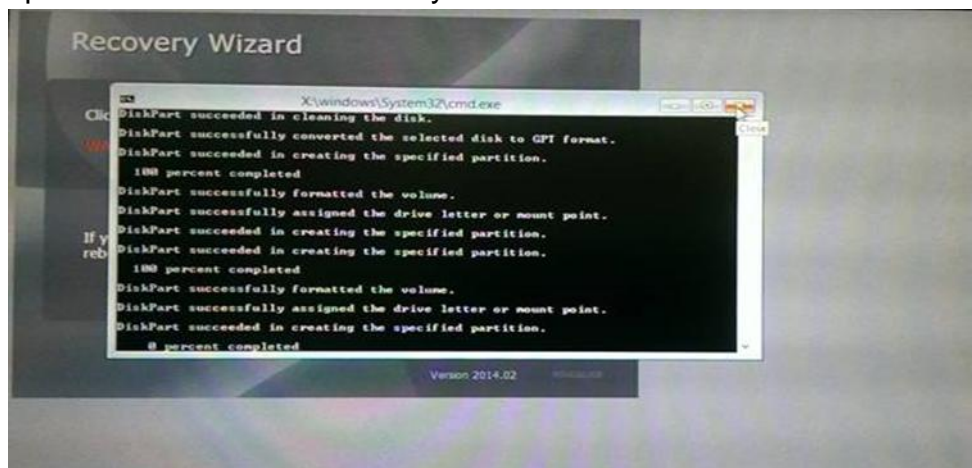 Recovery Wizard
X:\windows\System32\cmd.exe
Close
DiskPart succeeded in cleaning the disk.
DiskPart successfully converted the selected disk to GPT format.
DiskPart succeeded in creating the specified partition.
100 percent completed
DiskPart successfully formatted the volume.
DiskPart successfully assigned the drive letter or mount point.
DiskPart succeeded in creating the specified partition.
If y
DiskPart succeeded in creating the specified partition.
reb
100 percent completed
DiskPart successfully formatted the volume.
DiskPart successfully assigned the drive letter or mount point.
DiskPart succeeded in creating the specified partition.
0 percent completed
Version 2014.02